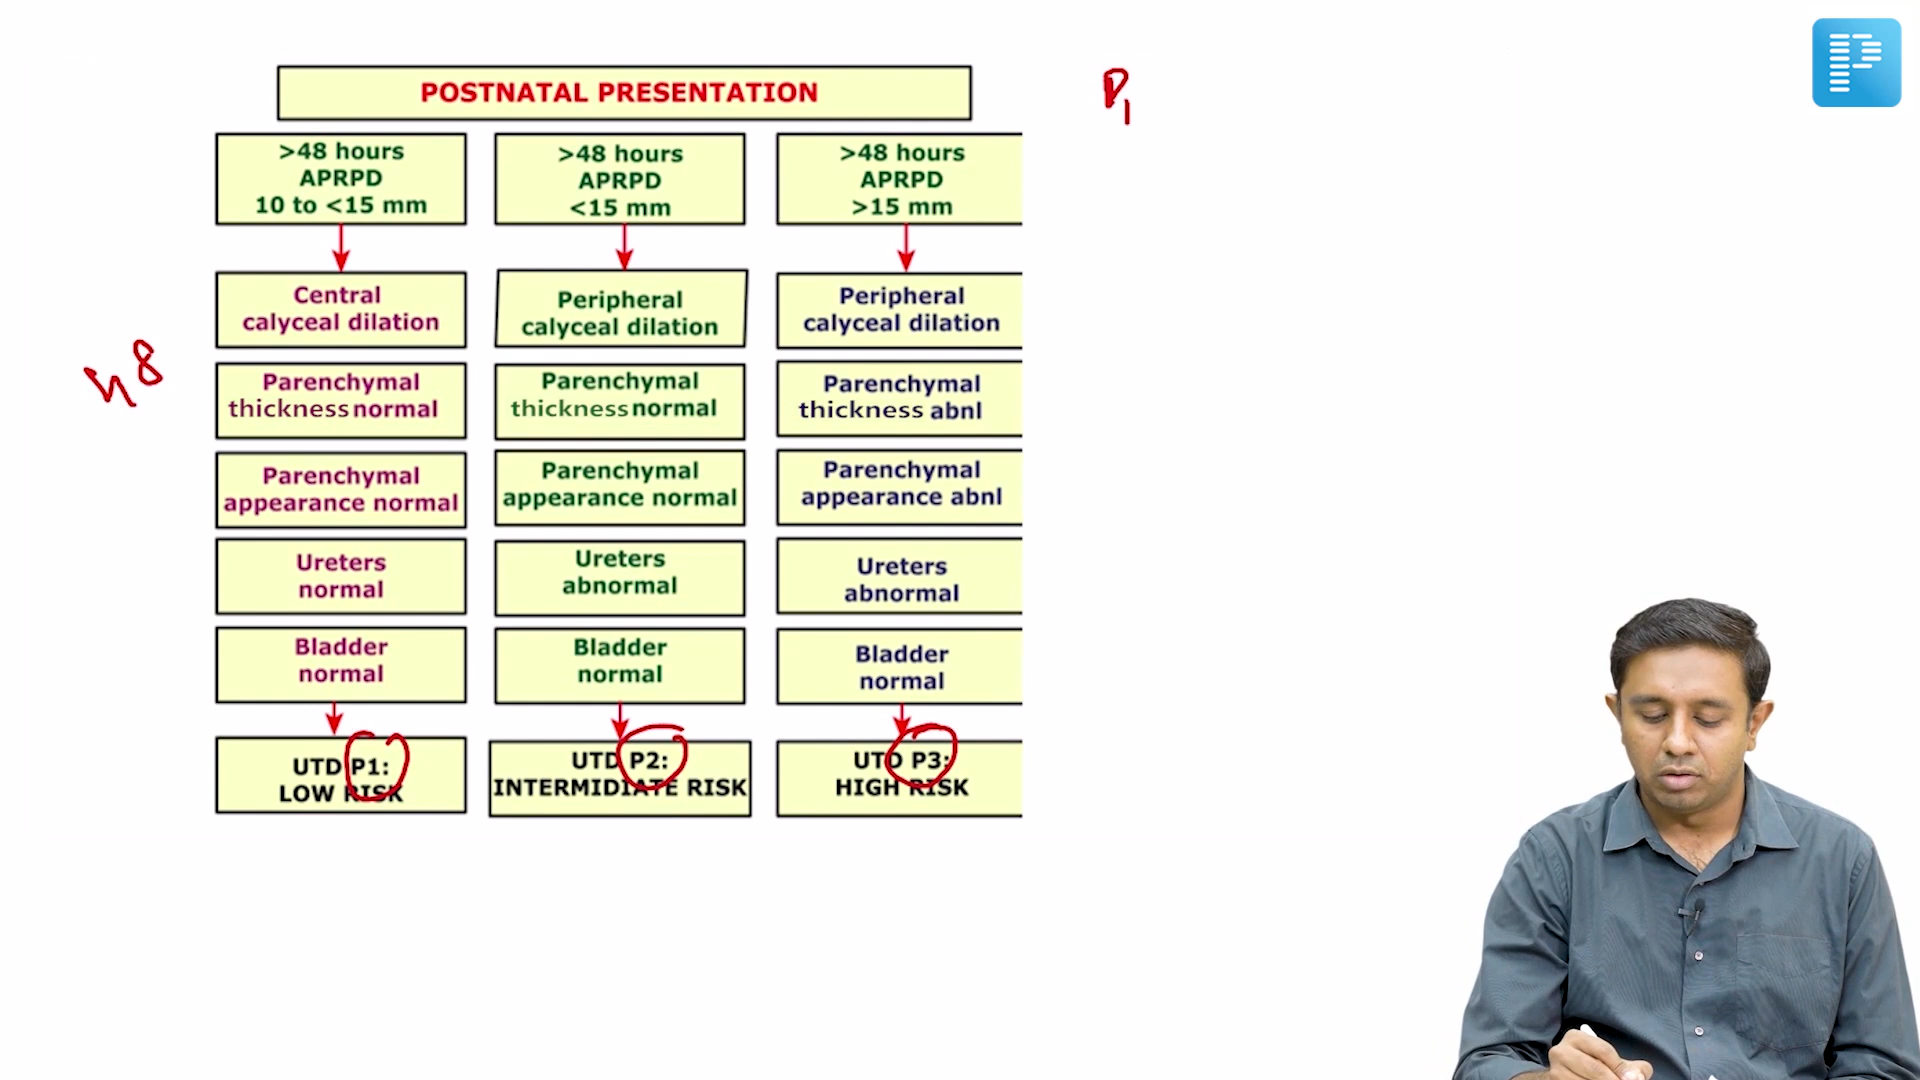 POSTNATAL PRESENTATION
P1
>48 hours
APRPD
10 to <15 mm
>48 hours
APRPD
<15 mm
>48 hours
APRPD
>15 mm
Central
calyceal dilation
Peripheral
calyceal dilation
Peripheral
calyceal dilation
48
Parenchymal
thickness normal
Parenchymal
thickness normal
Parenchymal
thickness abnl
Parenchymal
appearance normal
Parenchymal
appearance normal
Parenchymal
appearance abnl
Ureters
normal
Ureters
abnormal
Ureters
abnormal
Bladder
normal
Bladder
normal
Bladder
normal
UTD P1:
LOW RISK
UTD P2:
INTERMIDIATE RISK
UTD P3:
HIGH RISK